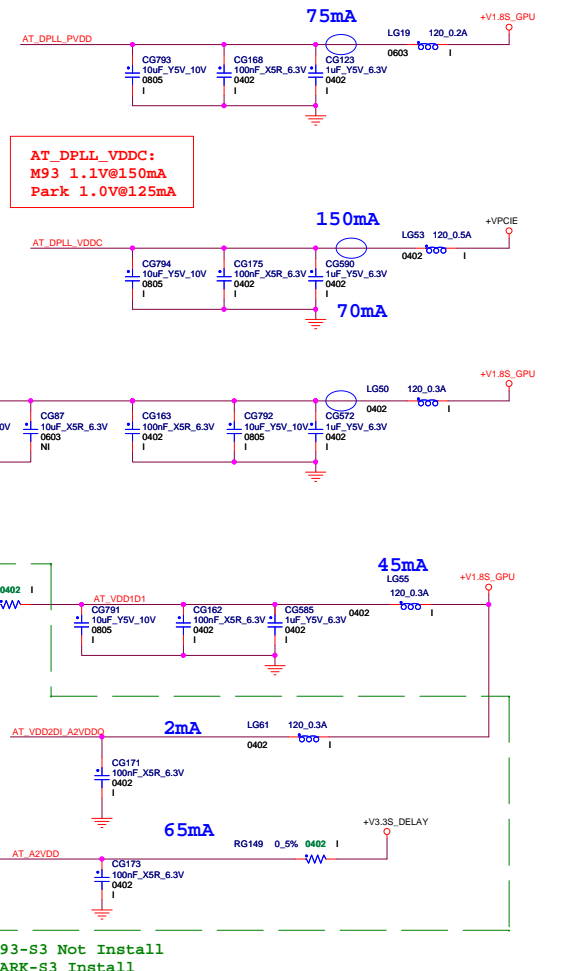 75mA
+V1.8S_GPU
LG19 120_0.2A
AT_DPLL_PVDD
0603 I
CG793 CG168 CG123
10uF_Y5V_10V 100nF_X5R_6.3V 1uF_Y5V_6.3V
0805 0402 0402
I I I
AT_DPLL_VDDC:
M93 1.1V@150mA
Park 1.0V@125mA
150mA
+VPCIE
LG53 120_0.5A
AT_DPLL_VDDC
0402 I
CG794 CG175 CG590
10uF_Y5V_10V 100nF_X5R_6.3V 1uF_Y5V_6.3V
0805 0402 0402
I I I
70mA
+V1.8S_GPU
LG50 120_0.3A
0402 I
CG87 CG163 CG792 CG572
0V 10uF_X5R_6.3V 100nF_X5R_6.3V 10uF_Y5V_10V 1uF_Y5V_6.3V
0603 0402 0805 0402
NI I I I
45mA
+V1.8S_GPU
LG55
0402 I
120_0.3A
AT_VDD1D1
0402 I
CG791 CG162 CG585
10uF_Y5V_10V 100nF_X5R_6.3V 1uF_Y5V_6.3V
0805 0402 0402
I I I
2mA
LG61 120_0.3A
AT_VDD2DI_A2VDDQ
0402 I
CG171
100nF_X5R_6.3V
0402
I
+V3.3S_DELAY
65mA
RG149 0_5% 0402 I
AT_A2VDD
CG173
100nF_X5R_6.3V
0402
I
93-S3 Not Install
ARK-S3 Install